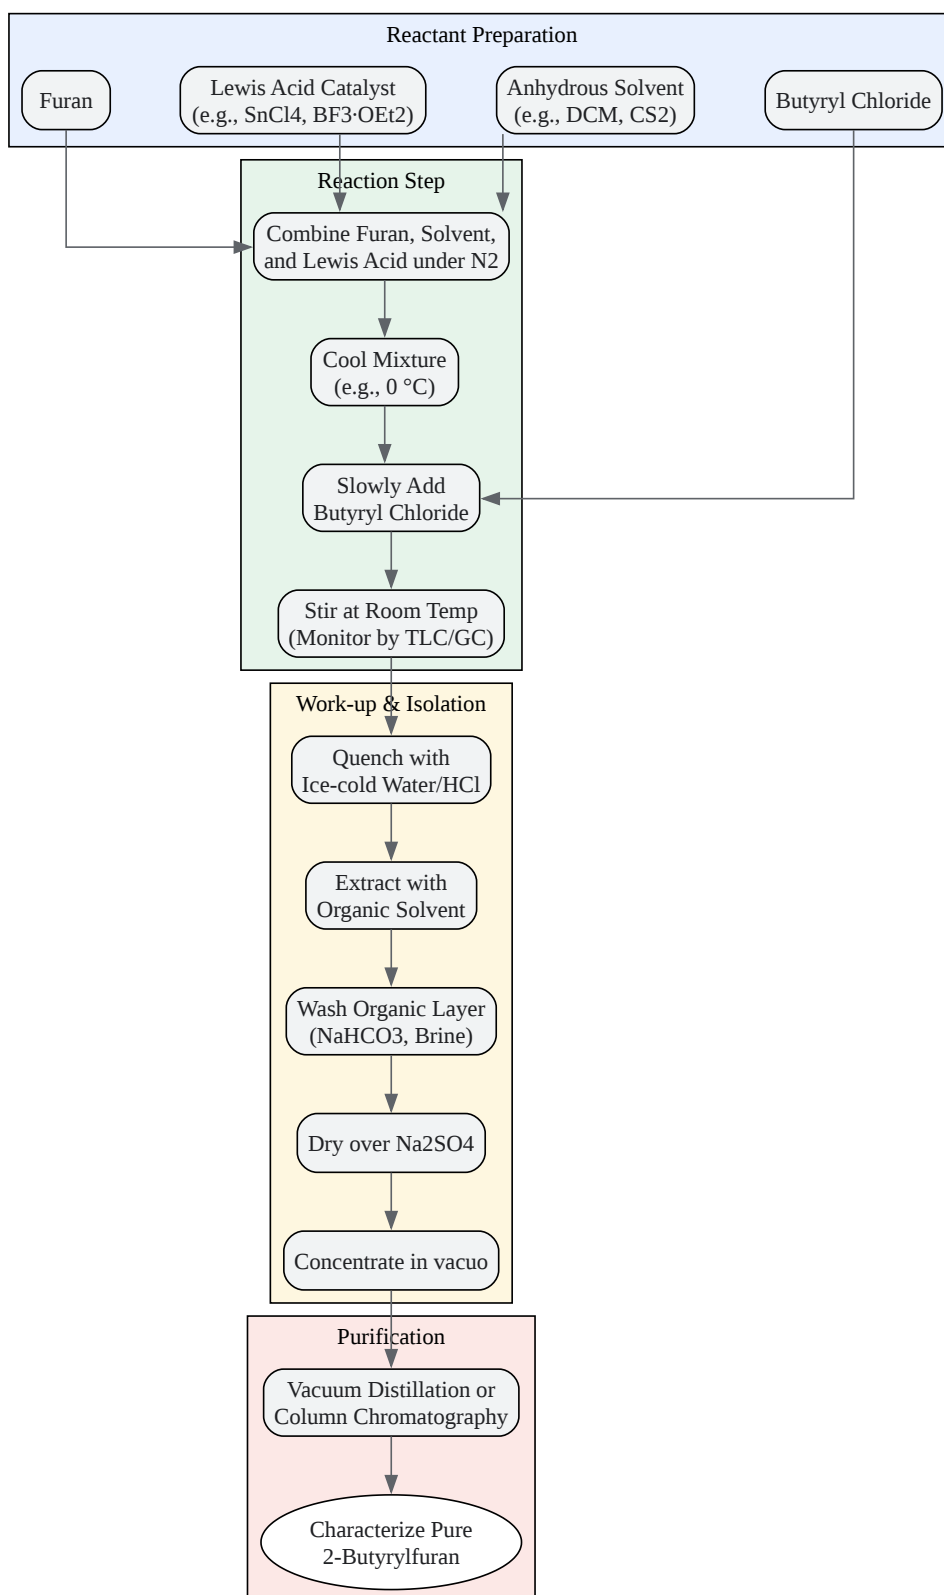 Reactant Preparation
Furan
Lewis Acid Catalyst
(e.g., SnCl4, BF3·OEt2)
Anhydrous Solvent
(e.g., DCM, CS2)
Butyryl Chloride
Reaction Step
Combine Furan, Solvent,
and Lewis Acid under N2
Cool Mixture
(e.g., 0 °C)
Slowly Add
Butyryl Chloride
Stir at Room Temp
(Monitor by TLC/GC)
Work-up & Isolation
Quench with
Ice-cold Water/HCl
Extract with
Organic Solvent
Wash Organic Layer
(NaHCO3, Brine)
Dry over Na2SO4
Concentrate in vacuo
Purification
Vacuum Distillation or
Column Chromatography
Characterize Pure
2-Butyrylfuran